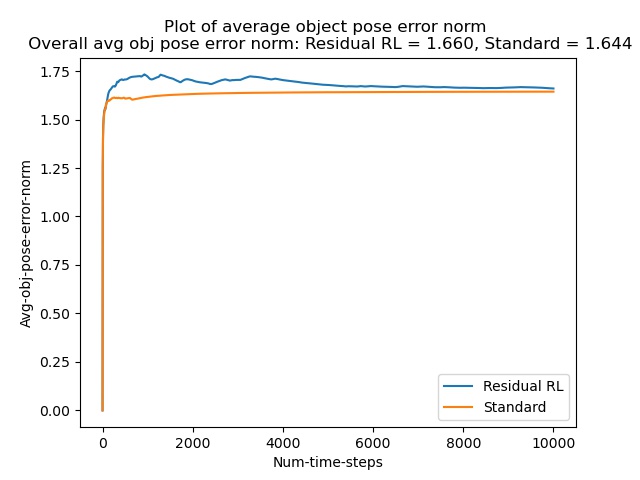 Plot of average object pose error norm
Overall avg obj pose error norm: Residual RL = 1.660, Standard = 1.644
1.75
1.50
1.25
1.00
0.75
0.50
0.25
0.00
Avg-obj-pose-error-norm
Residual RL
Standard
0 2000 4000 6000 8000 10000
Num-time-steps